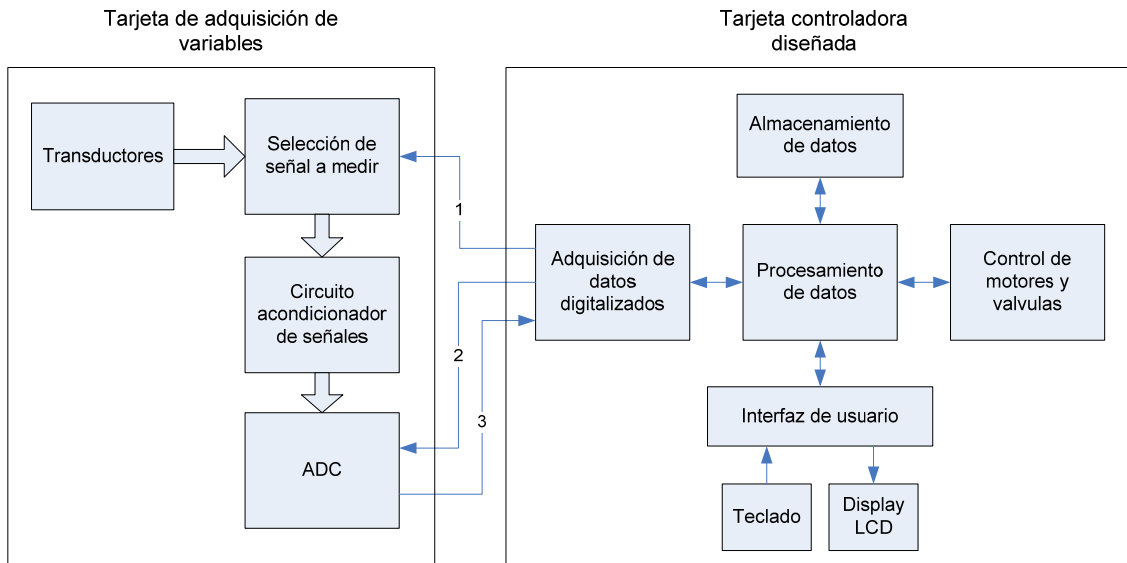 Tarjeta de adquisición de
variables
Tarjeta controladora
diseñada
Transductores
Selección de
señal a medir
Circuito
acondicionador
de señales
ADC
1
2
3
Almacenamiento
de datos
Adquisición de
datos
digitalizados
Procesamiento
de datos
Control de
motores y
valvulas
Interfaz de usuario
Teclado
Display
LCD